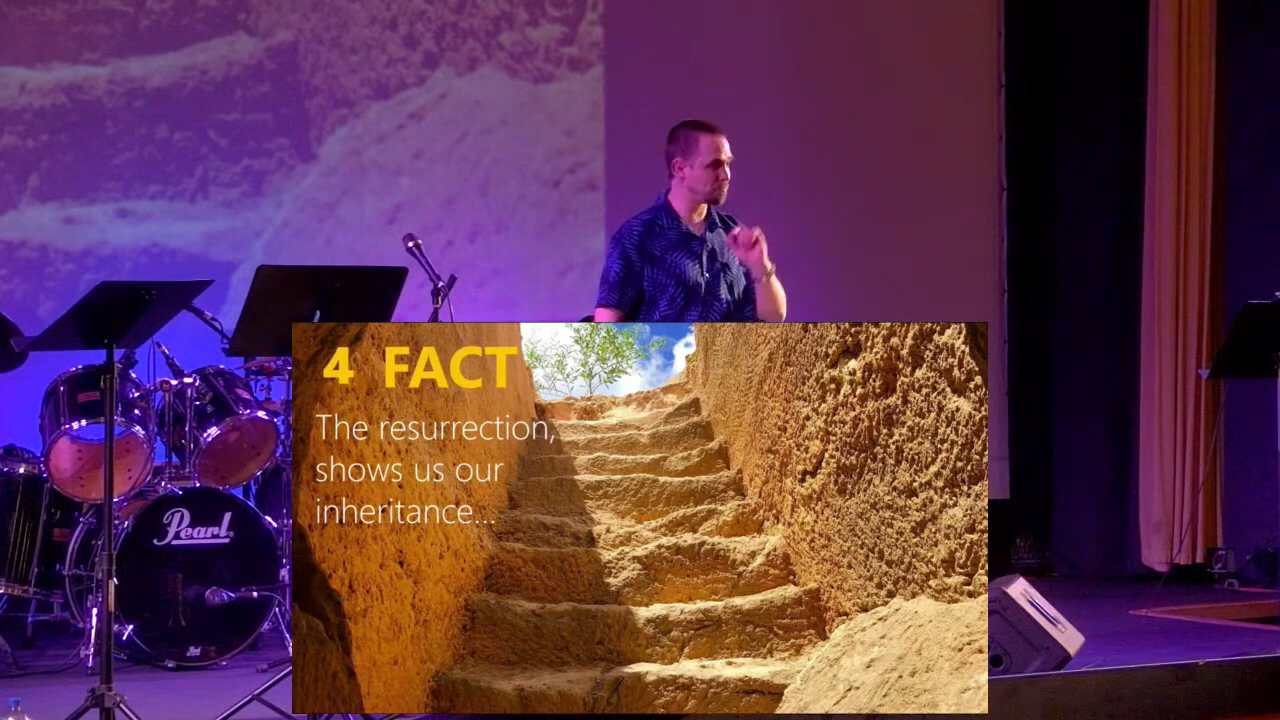 4 FACT
The resurrection,
shows us our
inheritance...
Pearl